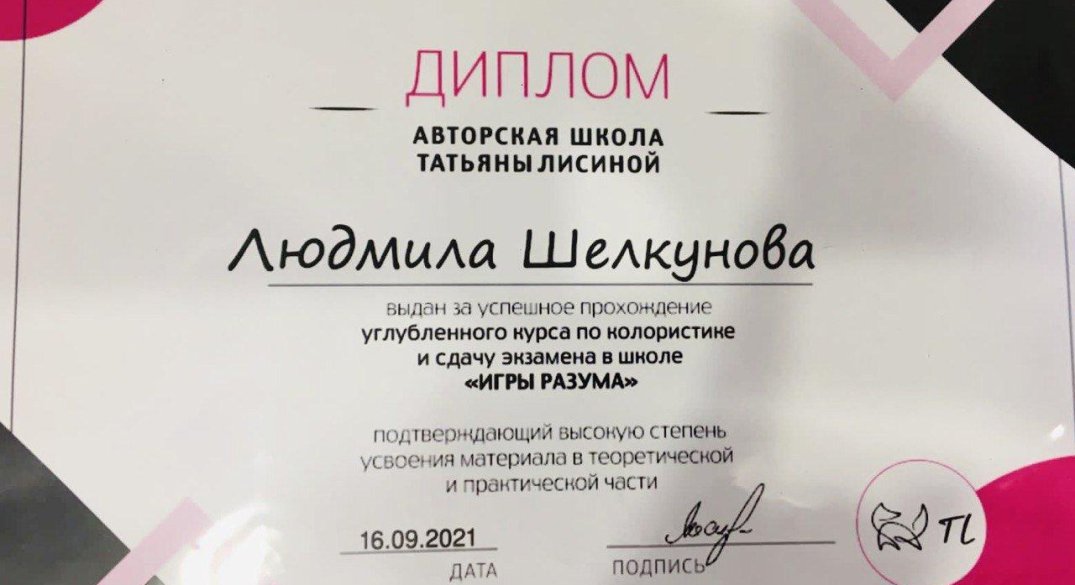 ДИПЛОМ
АВТОРСКАЯ ШКОЛА
ТАТЬЯНЫ ЛИСИНОЙ
Людмила Шелкунова
выдан за успешное прохождение
углубленного курса по колористике
и сдачу экзамена в школе
«ИГРЫ РАЗУМА»
подтверждающий высокую степень
усвоения материала в теоретической
и практической части
16.09.2021
ДАТА
ПОДПИСЬ
TL